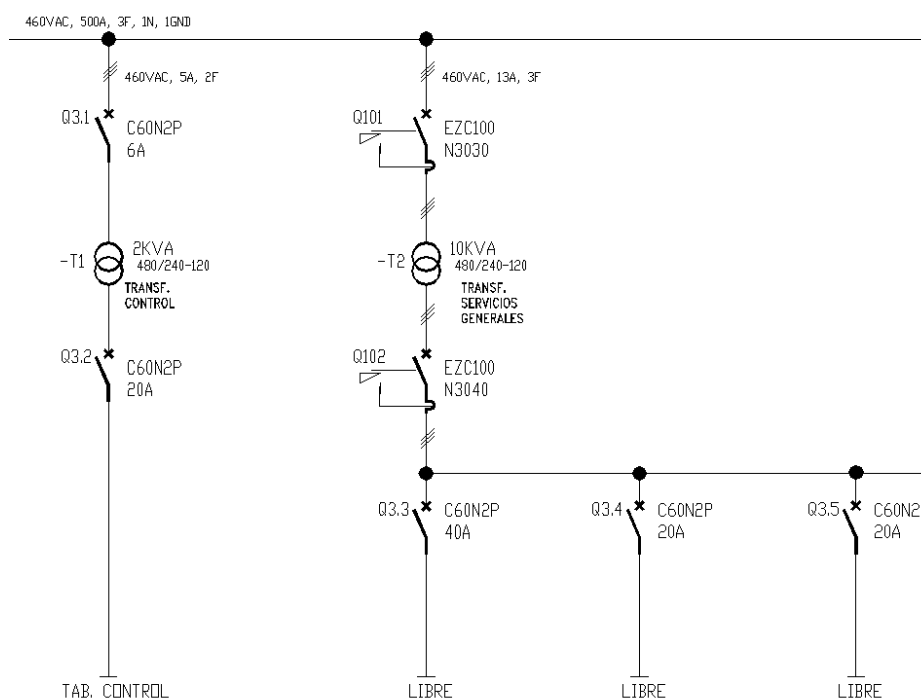 460VAC, 500A, 3F, 1N, 1GND
460VAC, 5A, 2F
460VAC, 13A, 3F
Q3.1
C60N2P
6A
Q101
EZC100
N3030
-T1
2KVA
480/240-120
TRANSF.
CONTROL
-T2
10KVA
480/240-120
TRANSF.
SERVICIOS
GENERALES
Q3.2
C60N2P
20A
Q102
EZC100
N3040
Q3.3
C60N2P
40A
Q3.4
C60N2P
20A
Q3.5
C60N2
20A
TAB. CONTROL
LIBRE
LIBRE
LIBRE